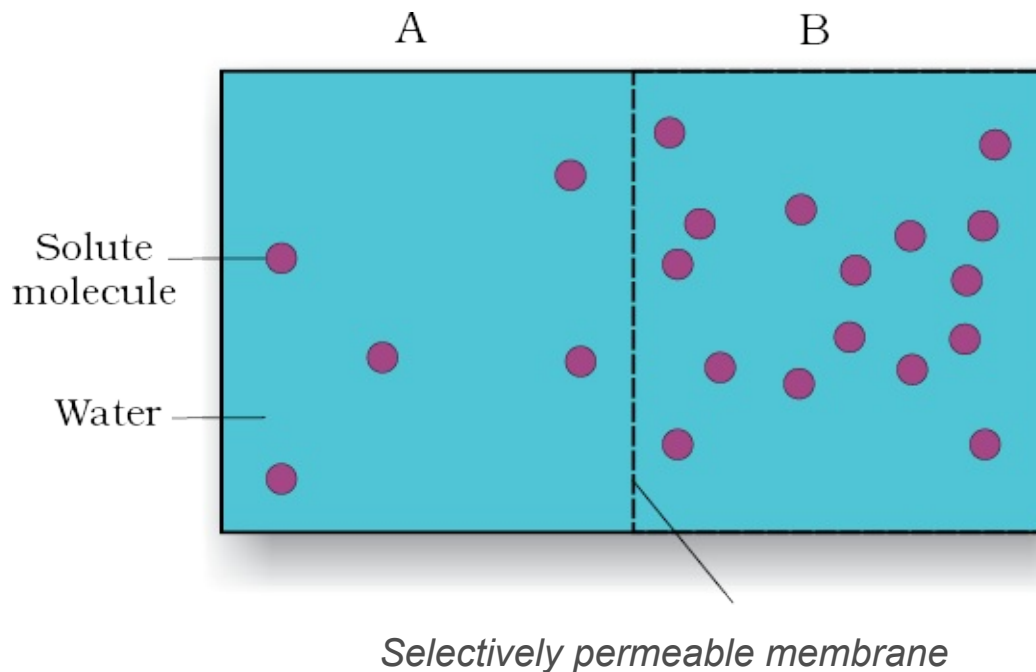 A
B
Solute
molecule
Water
Selectively permeable membrane